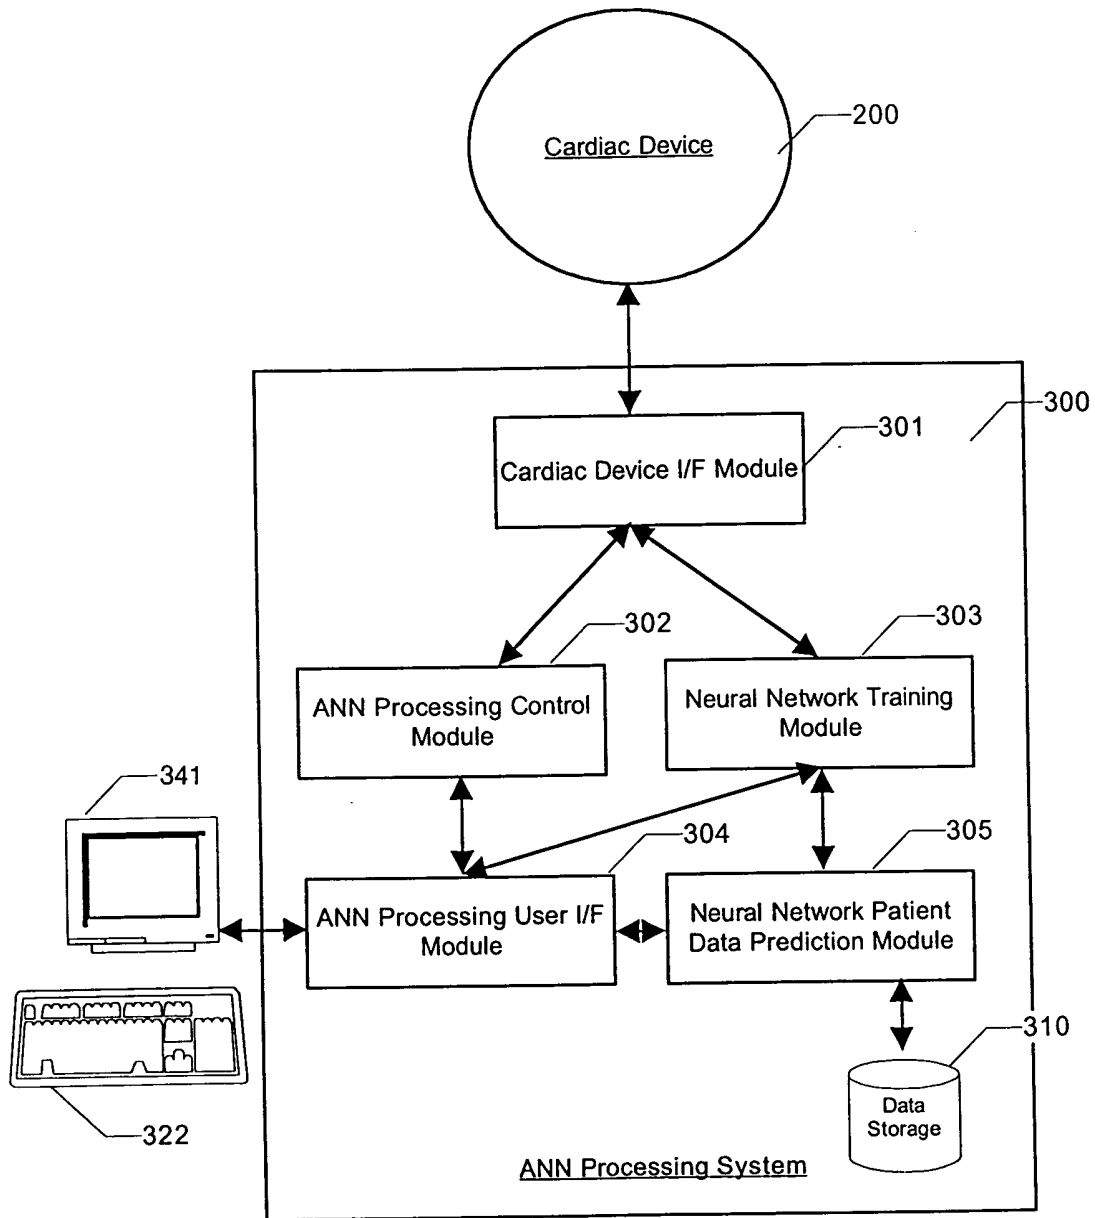 200
Cardiac Device
300
301
Cardiac Device I/F Module
302
303
ANN Processing Control
Module
Neural Network Training
Module
341
304
305
ANN Processing User I/F
Module
Neural Network Patient
Data Prediction Module
310
Data
Storage
322
ANN Processing System